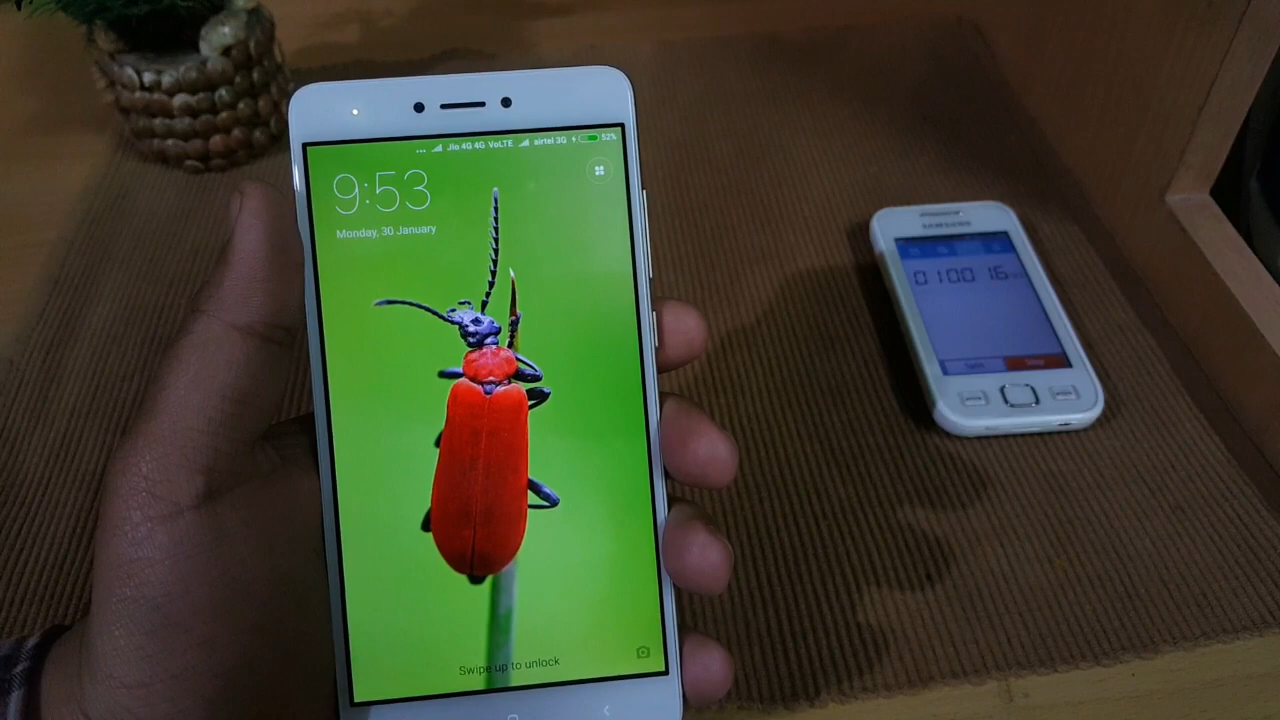 Jio 4G 4G VoLTE airtel 3G 52%
9:53
Monday, 30 January
Swipe up to unlock
SAMSUNG
01 00 16
Stop